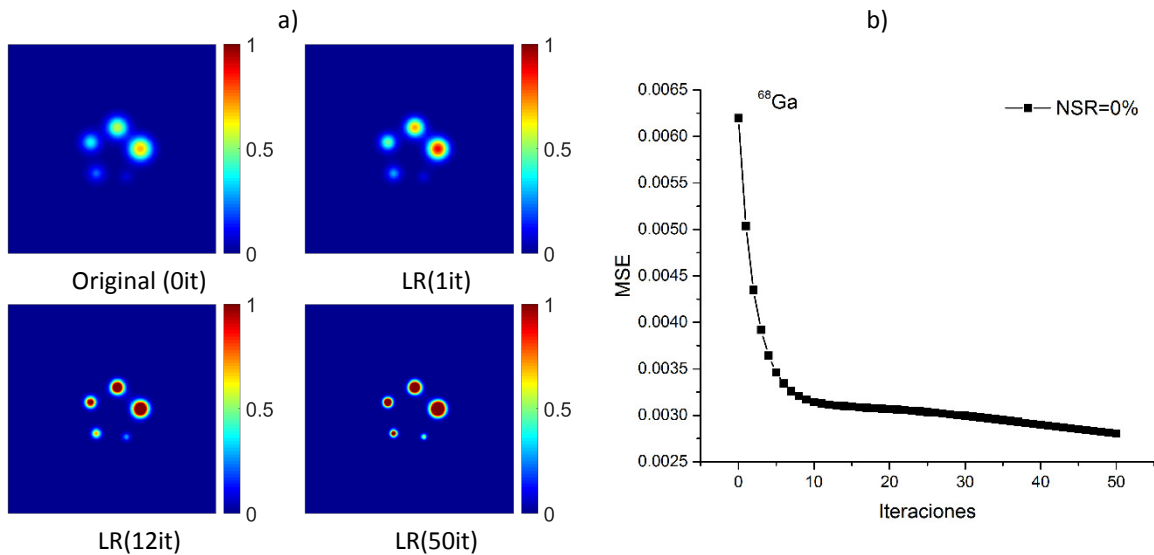 a)
1
0.5
0
Original (0it)
1
0.5
0
LR(1it)
1
0.5
0
LR(12it)
1
0.5
0
LR(50it)
b)
0.0065
0.0060
0.0055
0.0050
0.0045
0.0040
0.0035
0.0030
0.0025
MSE
⁶⁸Ga
NSR=0%
0 10 20 30 40 50
Iteraciones